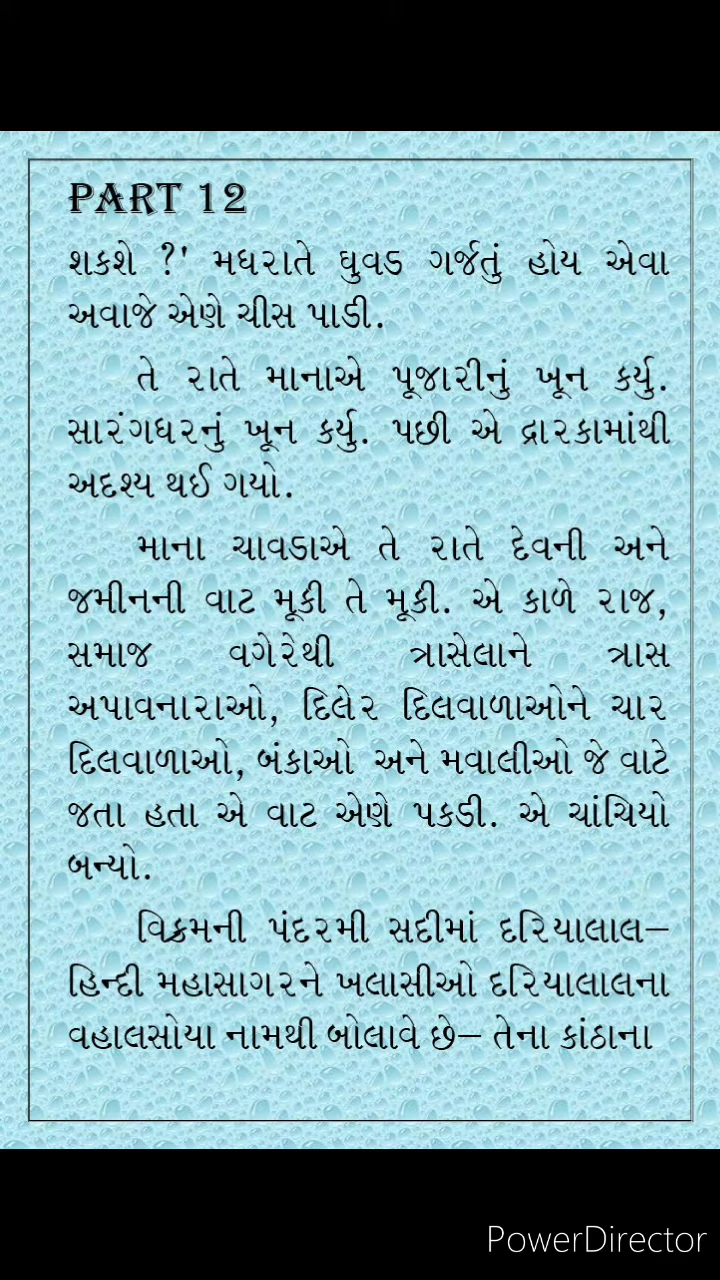 PART 12
શકશે ?' મધરાતે ઘુવડ ગર્જતું હોય એવા
અવાજે એણે ચીસ પાડી.
તે રાતે માનાએ પૂજારીનું ખૂન કર્યુ.
સારંગધરનું ખૂન કર્યુ. પછી એ દ્રારકામાંથી
અદશ્ય થઈ ગયો.
માના ચાવડાએ તે રાતે દેવની અને
જમીનની વાટ મૂકી તે મૂકી. એ કાળે રાજ,
સમાજ વગેરેથી ત્રાસેલાને ત્રાસ
અપાવનારાઓ, દિલેર દિલવાળાઓને ચાર
દિલવાળાઓ, બંકાઓ અને મવાલીઓ જે વાટે
જતા હતા એ વાટ એણે પકડી. એ ચાંચિયો
બન્યો.
વિક્રમની પંદરમી સદીમાં દરિયાલાલ–
હિન્દી મહાસાગરને ખલાસીઓ દરિયાલાલના
વહાલસોયા નામથી બોલાવે છે– તેના કાંઠાના
PowerDirector